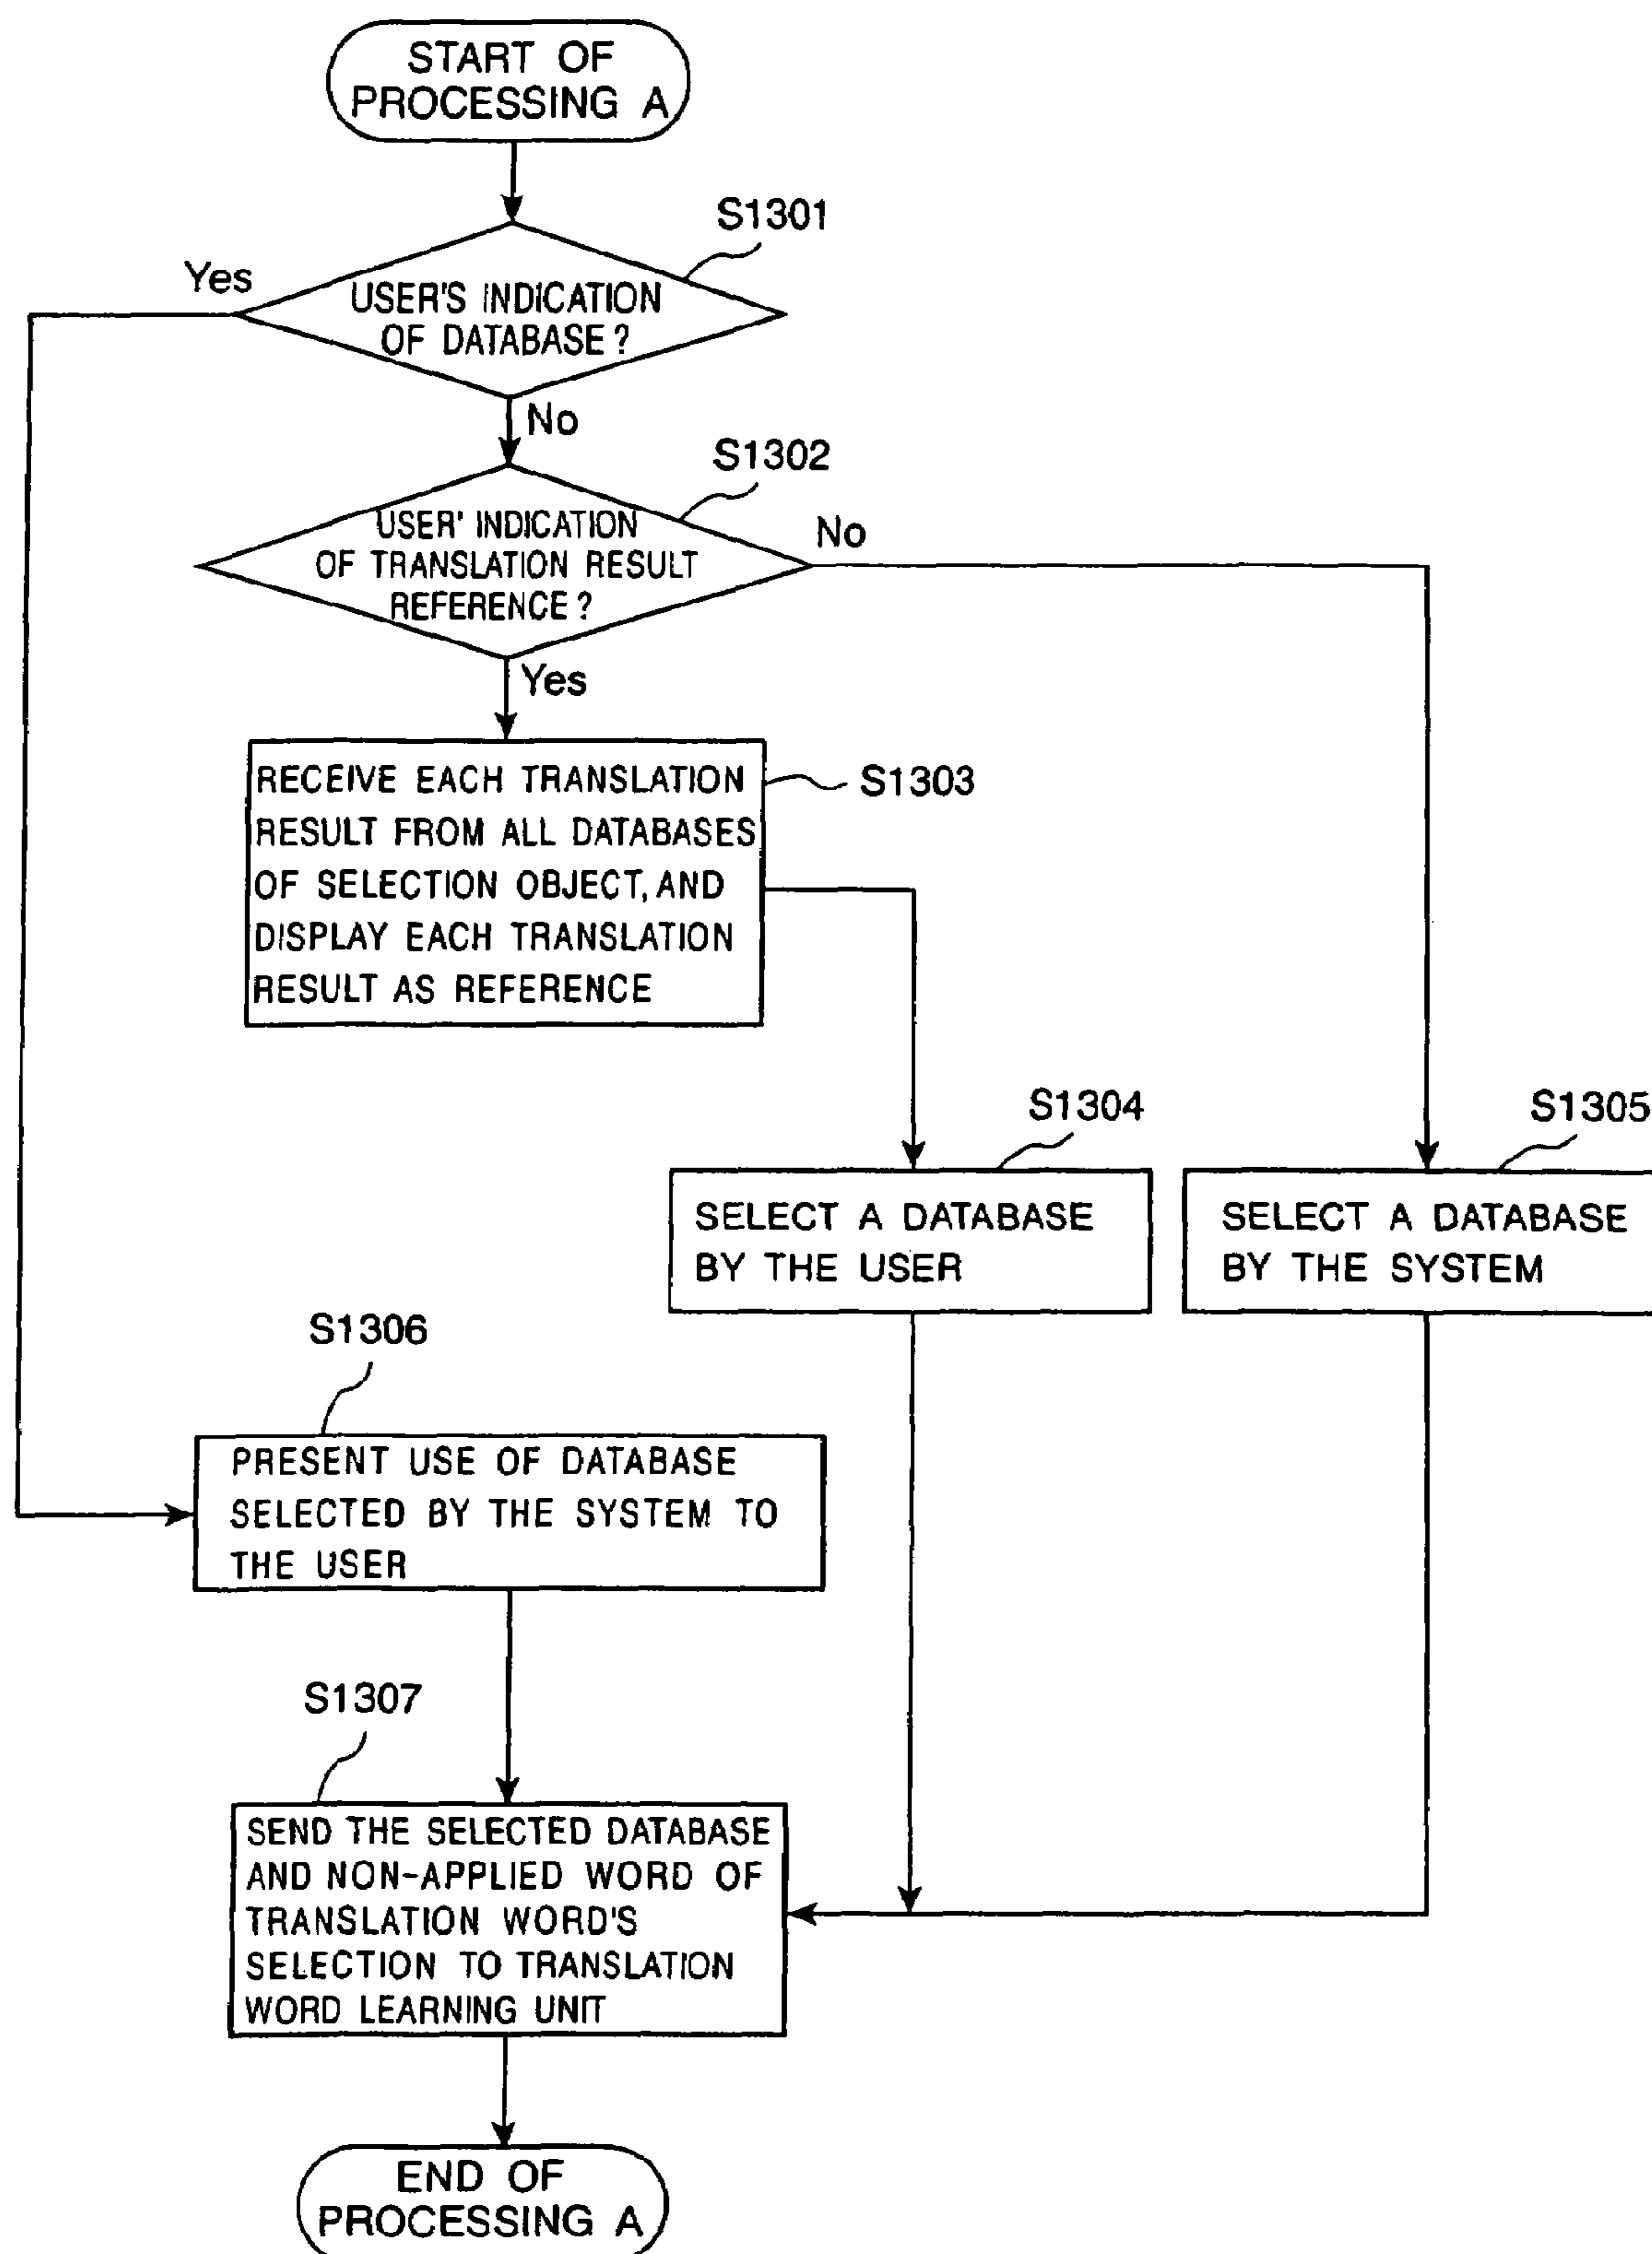 START OF
PROCESSING A
S1301
Yes
USER'S INDICATION
OF DATABASE?
No
S1302
USER' INDICATION
OF TRANSLATION RESULT
REFERENCE?
No
Yes
RECEIVE EACH TRANSLATION
RESULT FROM ALL DATABASES
OF SELECTION OBJECT, AND
DISPLAY EACH TRANSLATION
RESULT AS REFERENCE
S1303
S1304
S1305
SELECT A DATABASE
BY THE USER
SELECT A DATABASE
BY THE SYSTEM
S1306
PRESENT USE OF DATABASE
SELECTED BY THE SYSTEM TO
THE USER
S1307
SEND THE SELECTED DATABASE
AND NON-APPLIED WORD OF
TRANSLATION WORD'S
SELECTION TO TRANSLATION
WORD LEARNING UNIT
END OF
PROCESSING A